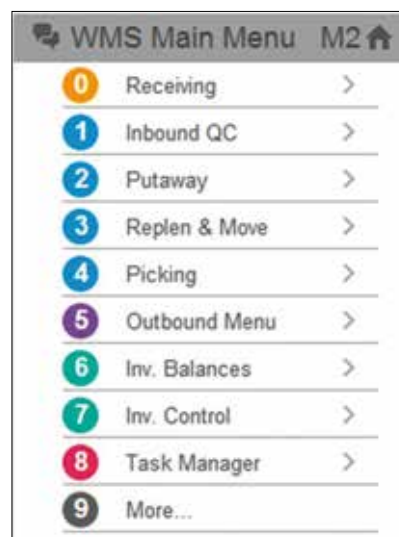 WMS Main Menu M2
0 Receiving >
1 Inbound QC >
2 Putaway >
3 Replen & Move >
4 Picking >
5 Outbound Menu >
6 Inv. Balances >
7 Inv. Control >
8 Task Manager >
9 More...